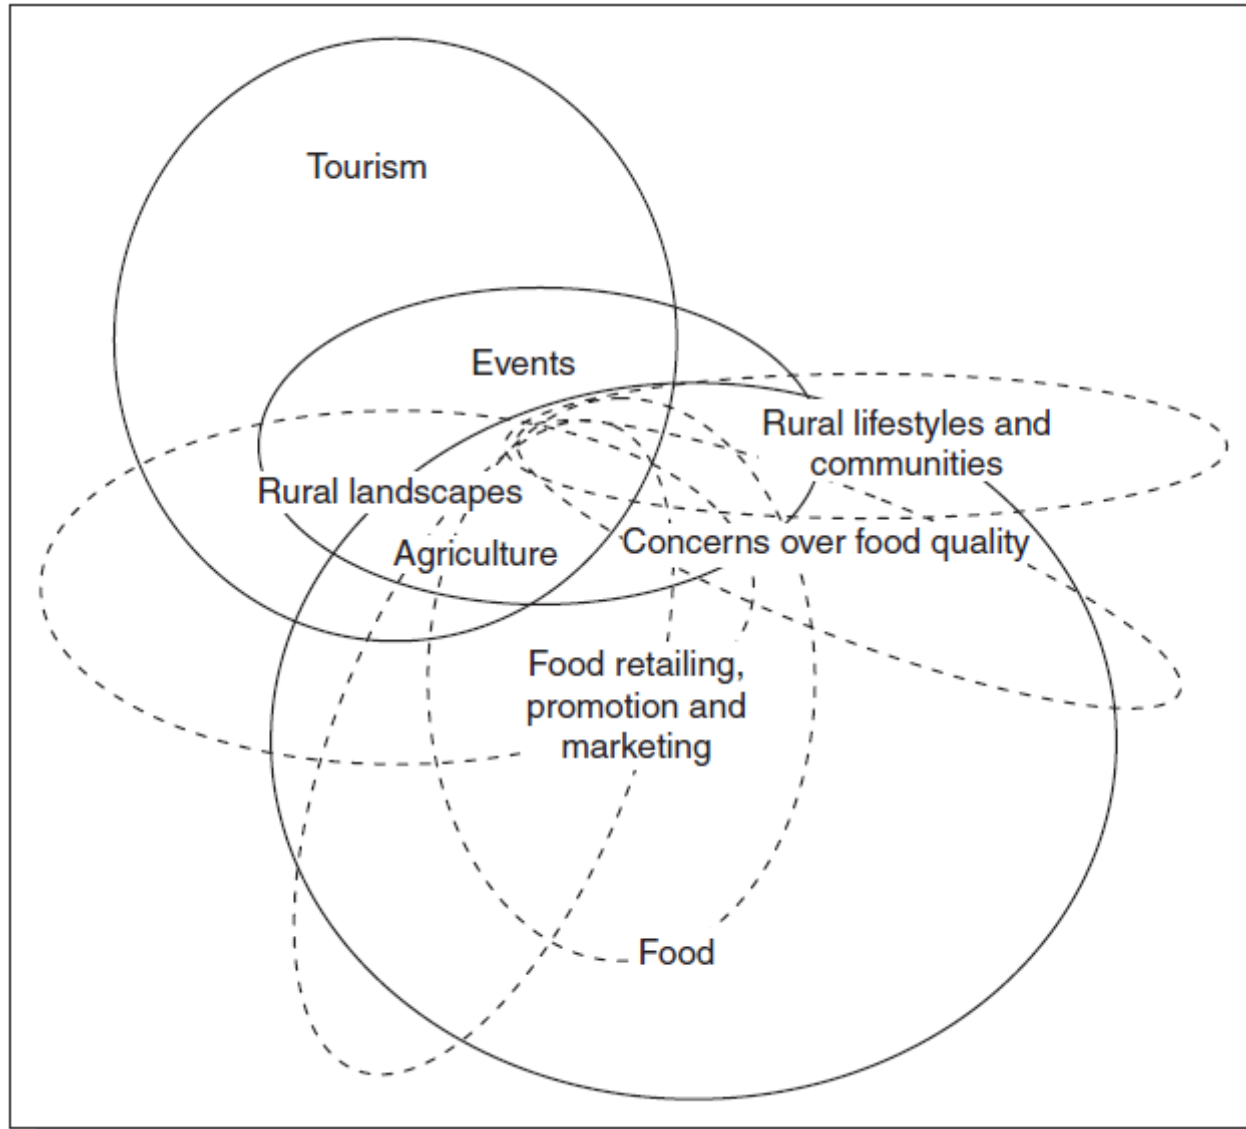 Tourism
Events
Rural lifestyles and
communities
Rural landscapes
Concerns over food quality
Agriculture
Food retailing,
promotion and
marketing
Food